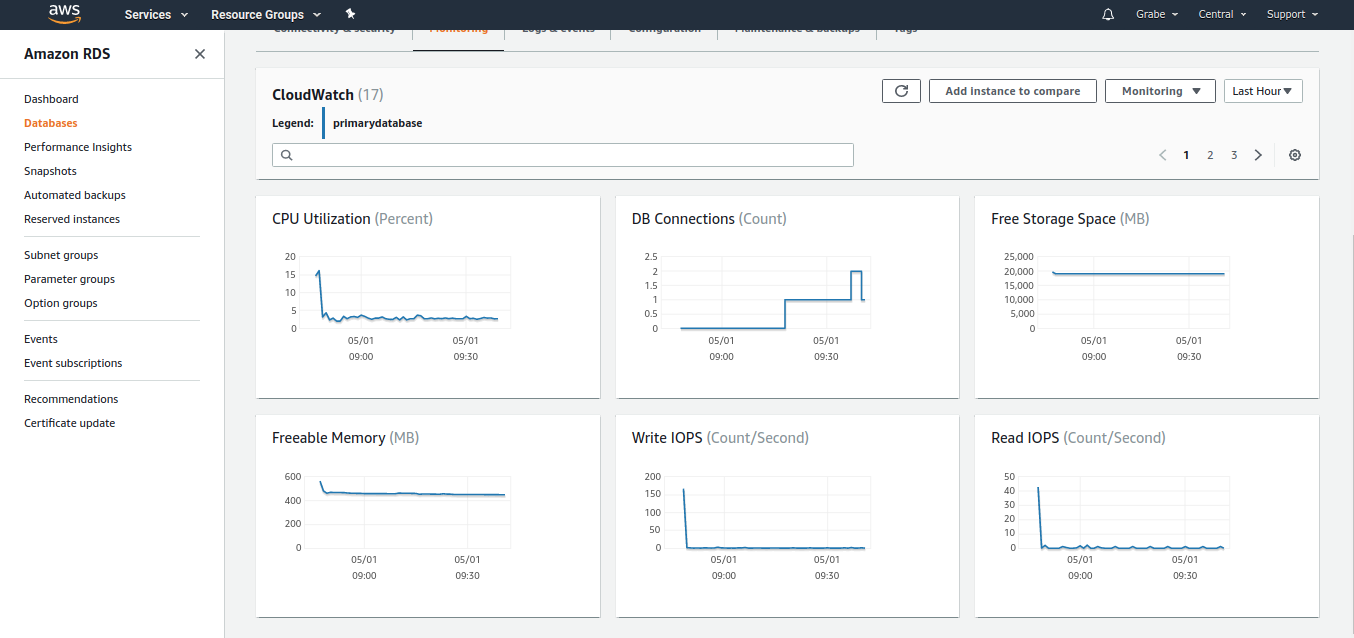 aws Services Resource Groups Grabe Central Support
Amazon RDS
Dashboard
Databases
Performance Insights
Snapshots
Automated backups
Reserved instances
Subnet groups
Parameter groups
Option groups
Events
Event subscriptions
Recommendations
Certificate update
Connectivity & security Monitoring Logs & events Configuration Maintenance & backups Tags
CloudWatch (17)
Add instance to compare Monitoring Last Hour
Legend: primarydatabase
1 2 3
CPU Utilization (Percent)
20
15
10
5
0
05/01 05/01
09:00 09:30
DB Connections (Count)
2.5
2
1.5
1
0.5
0
05/01 05/01
09:00 09:30
Free Storage Space (MB)
25,000
20,000
15,000
10,000
5,000
0
05/01 05/01
09:00 09:30
Freeable Memory (MB)
600
400
200
0
05/01 05/01
09:00 09:30
Write IOPS (Count/Second)
200
150
100
50
0
05/01 05/01
09:00 09:30
Read IOPS (Count/Second)
50
40
30
20
10
0
05/01 05/01
09:00 09:30